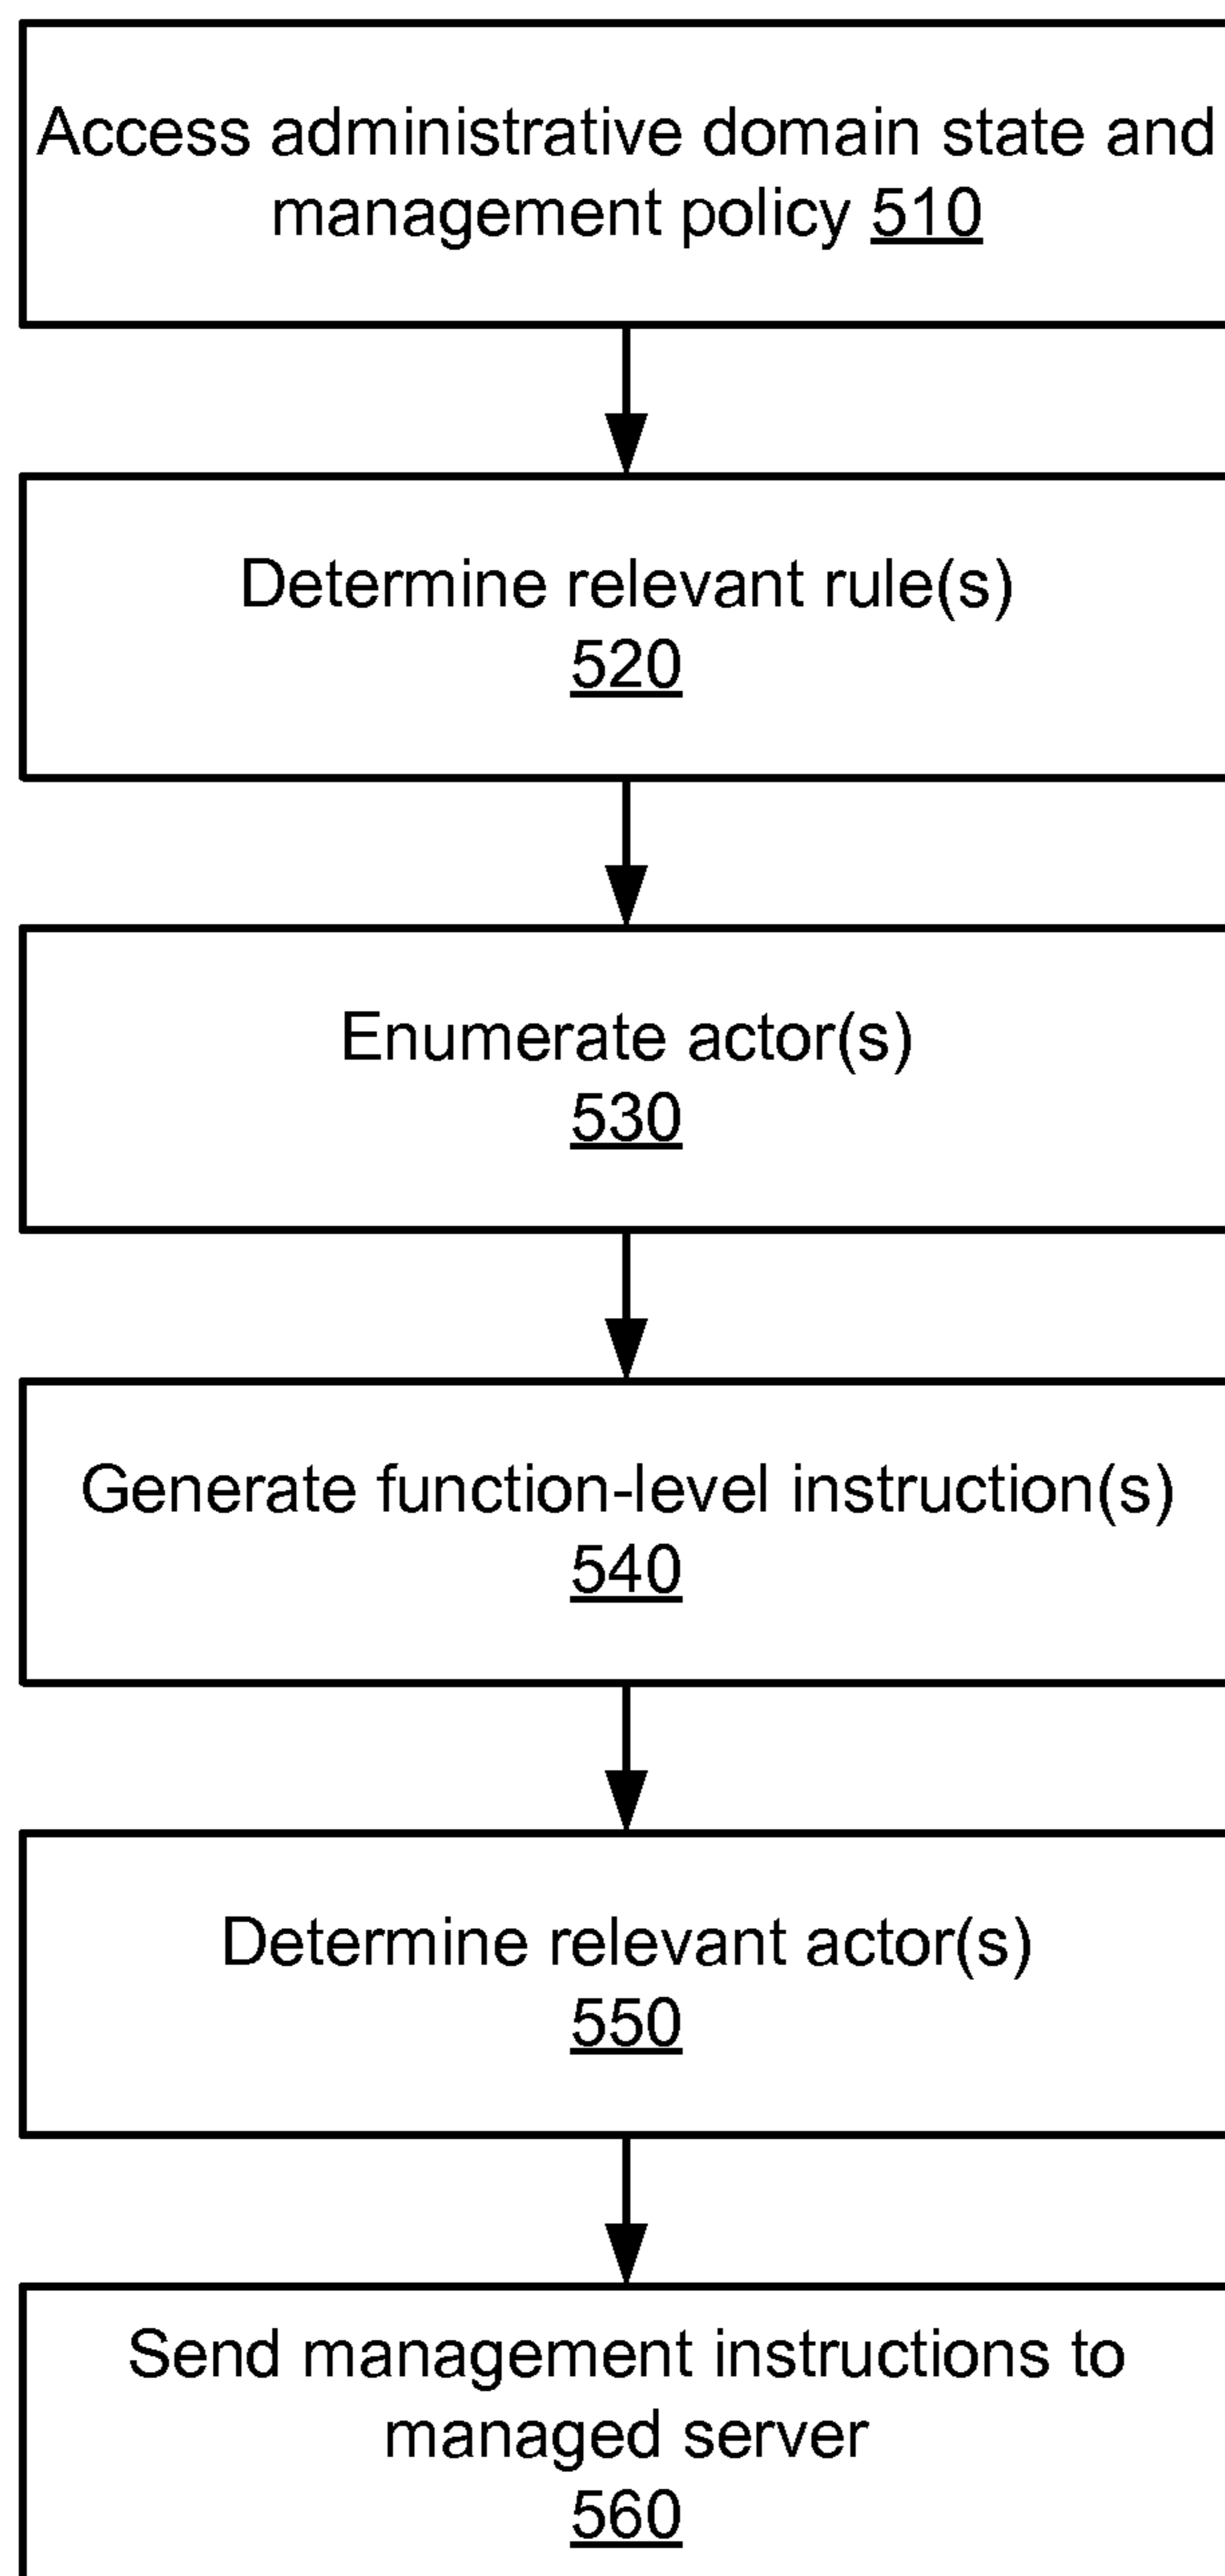 Access administrative domain state and
management policy 510
Determine relevant rule(s)
520
Enumerate actor(s)
530
Generate function-level instruction(s)
540
Determine relevant actor(s)
550
Send management instructions to
managed server
560